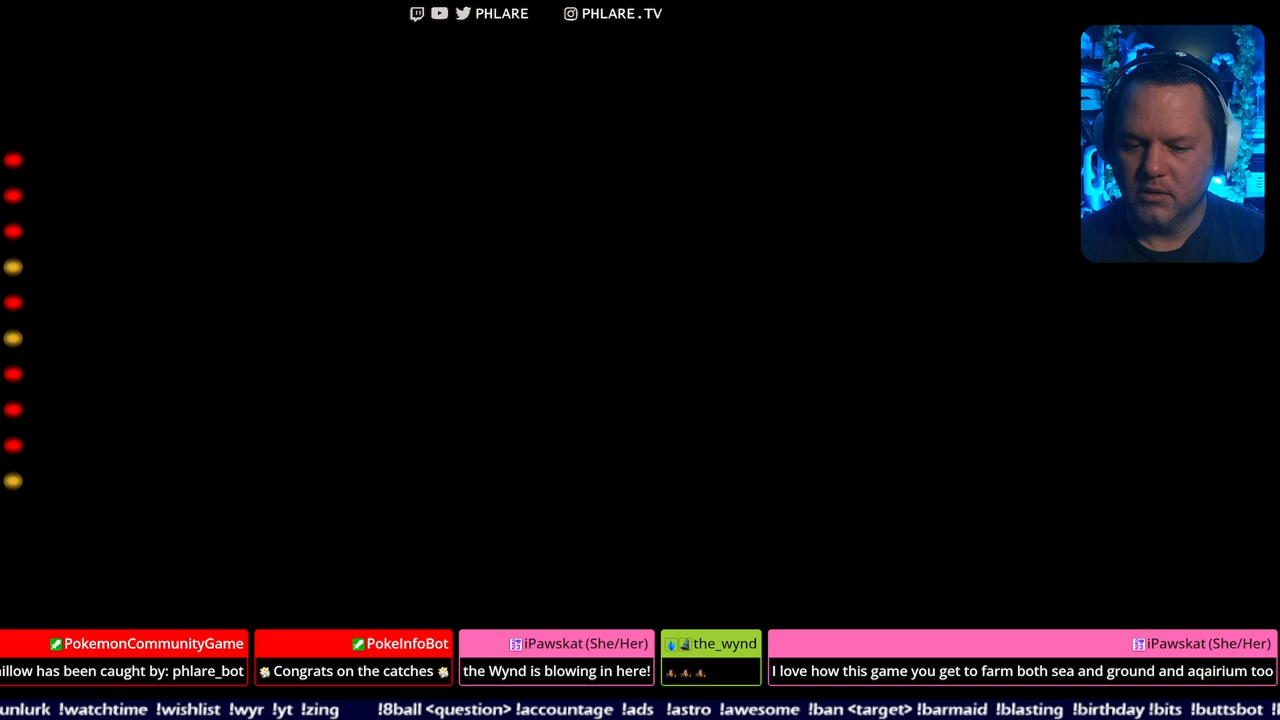 PHLARE PHLARE.TV
PokemonCommunityGame
illow has been caught by: phlare_bot
PokeInfoBot
Congrats on the catches
iPawskat (She/Her)
the Wynd is blowing in here!
the_wynd
iPawskat (She/Her)
I love how this game you get to farm both sea and ground and aqairium too
unlurk !watchtime !wishlist !wyr !yt !zing !8ball <question> !accountage !ads !astro !awesome !ban <target> !barmaid !blasting !birthday !bits !buttsbot